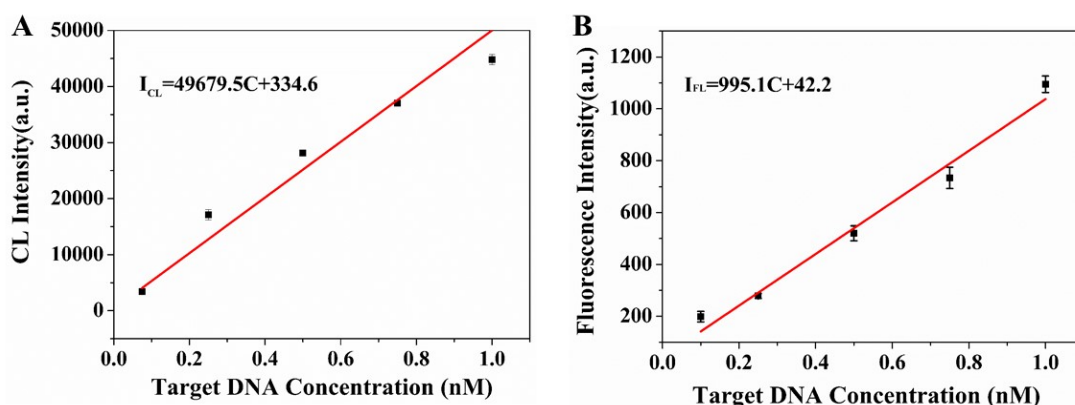 A
50000
40000
30000
20000
10000
0
CL Intensity(a.u.)
I_CL=49679.5C+334.6
0.0 0.2 0.4 0.6 0.8 1.0
Target DNA Concentration (nM)
B
1200
1000
800
600
400
200
Fluorescence Intensity(a.u.)
I_FL=995.1C+42.2
0.0 0.2 0.4 0.6 0.8 1.0
Target DNA Concentration (nM)